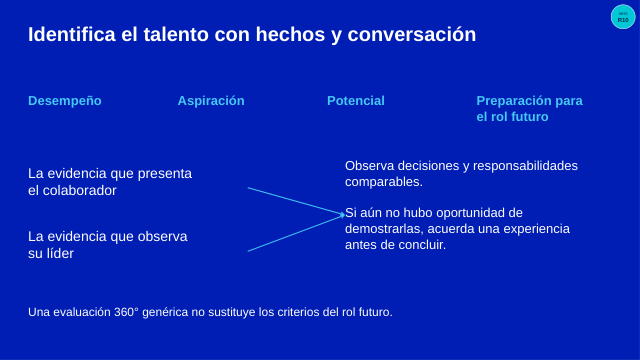 Identifica el talento con hechos y conversación
R10
Desempeño
Aspiración
Potencial
Preparación para
el rol futuro
La evidencia que presenta
el colaborador
La evidencia que observa
su líder
Observa decisiones y responsabilidades
comparables.
Si aún no hubo oportunidad de
demostrarlas, acuerda una experiencia
antes de concluir.
Una evaluación 360° genérica no sustituye los criterios del rol futuro.